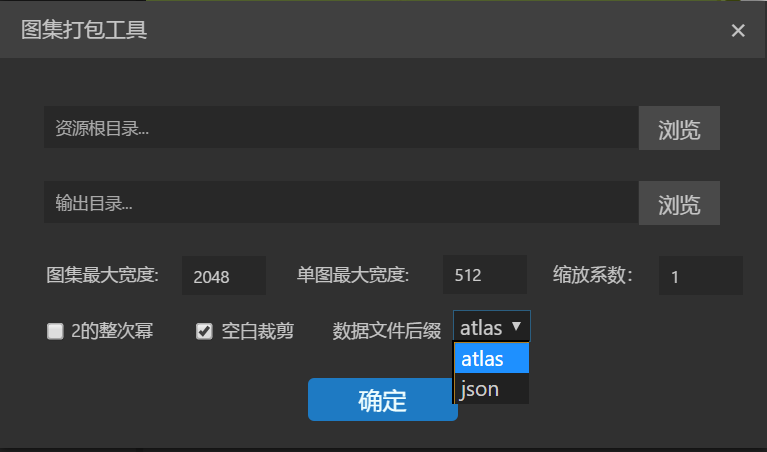 图集打包工具
资源根目录... 浏览
输出目录... 浏览
图集最大宽度: 2048 单图最大宽度: 512 缩放系数: 1
2的整次幂 空白裁剪 数据文件后缀 atlas
atlas
json
确定